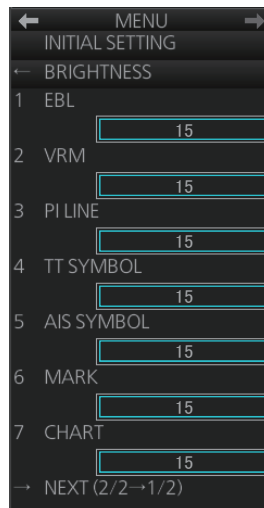 ← MENU →
INITIAL SETTING
← BRIGHTNESS
1 EBL
15
2 VRM
15
3 PI LINE
15
4 TT SYMBOL
15
5 AIS SYMBOL
15
6 MARK
15
7 CHART
15
→ NEXT (2/2→1/2)